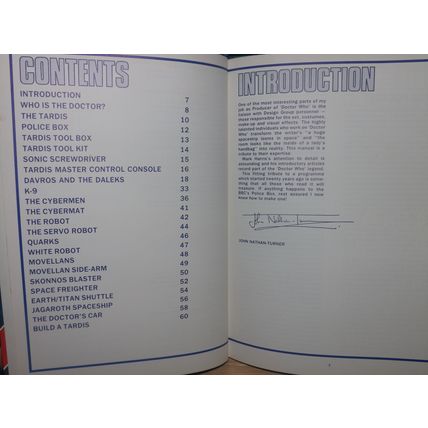 CONTENTS
INTRODUCTION 7
WHO IS THE DOCTOR? 8
THE TARDIS 10
POLICE BOX 12
TARDIS TOOL BOX 13
TARDIS TOOL KIT 14
SONIC SCREWDRIVER 15
TARDIS MASTER CONTROL CONSOLE 16
DAVROS AND THE DALEKS 18
K-9 33
THE CYBERMEN 36
THE CYBERMAT 41
THE ROBOT 42
THE SERVO ROBOT 44
QUARKS 46
WHITE ROBOT 47
MOVELLANS 48
MOVELLAN SIDE-ARM 49
SKONNOS BLASTER 50
SPACE FREIGHTER 52
EARTH/TITAN SHUTTLE 54
JAGAROTH SPACESHIP 56
THE DOCTOR'S CAR 58
BUILD A TARDIS 60
INTRODUCTION
One of the most interesting parts of my
job as Producer of 'Doctor Who' is the
liaison with Design Group personnel —
those responsible for the set, costumes,
make-up and visual effects. The highly
talented individuals who work on 'Doctor
Who' transform the writer's "a huge
spaceship looms in space" and "the
room looks like the inside of a lady's
handbag" into reality. This manual is a
tribute to their expertise.
Mark Harris's attention to detail is
astounding and his introductory articles
record part of the 'Doctor Who' legend.
This fitting tribute to a programme
which started twenty years ago is some-
thing that all those who read it will
treasure. If anything happens to the
BBC's Police Box, rest assured I now
know how to make one!
John Nathan-Turner
JOHN NATHAN-TURNER